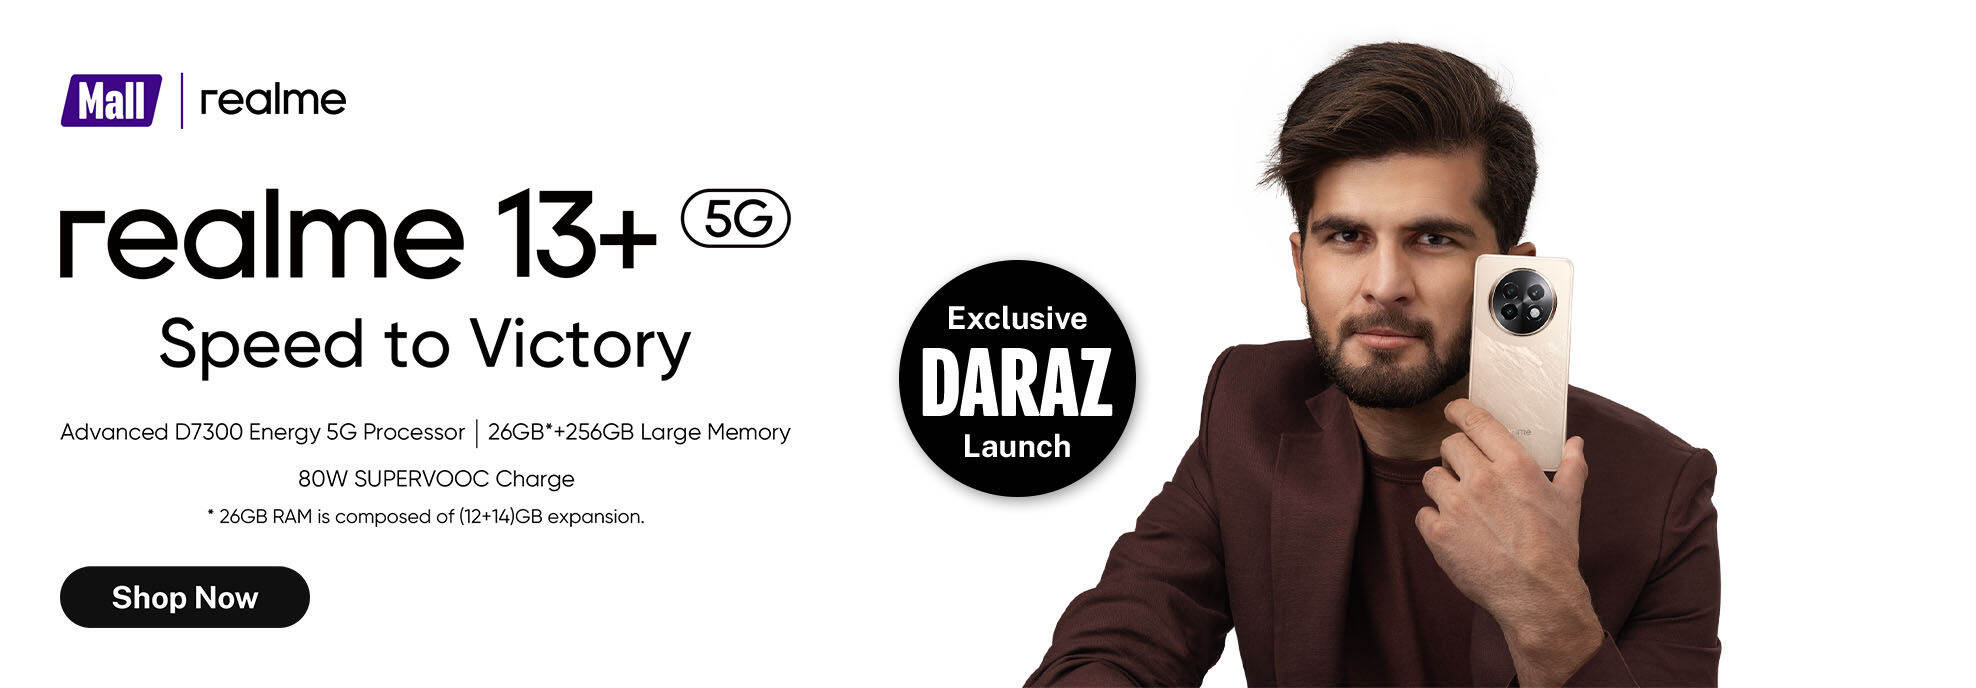 Mall | realme
realme 13+ 5G
Speed to Victory
Advanced D7300 Energy 5G Processor | 26GB*+256GB Large Memory
80W SUPERVOOC Charge
* 26GB RAM is composed of (12+14)GB expansion.
Shop Now
Exclusive
DARAZ
Launch